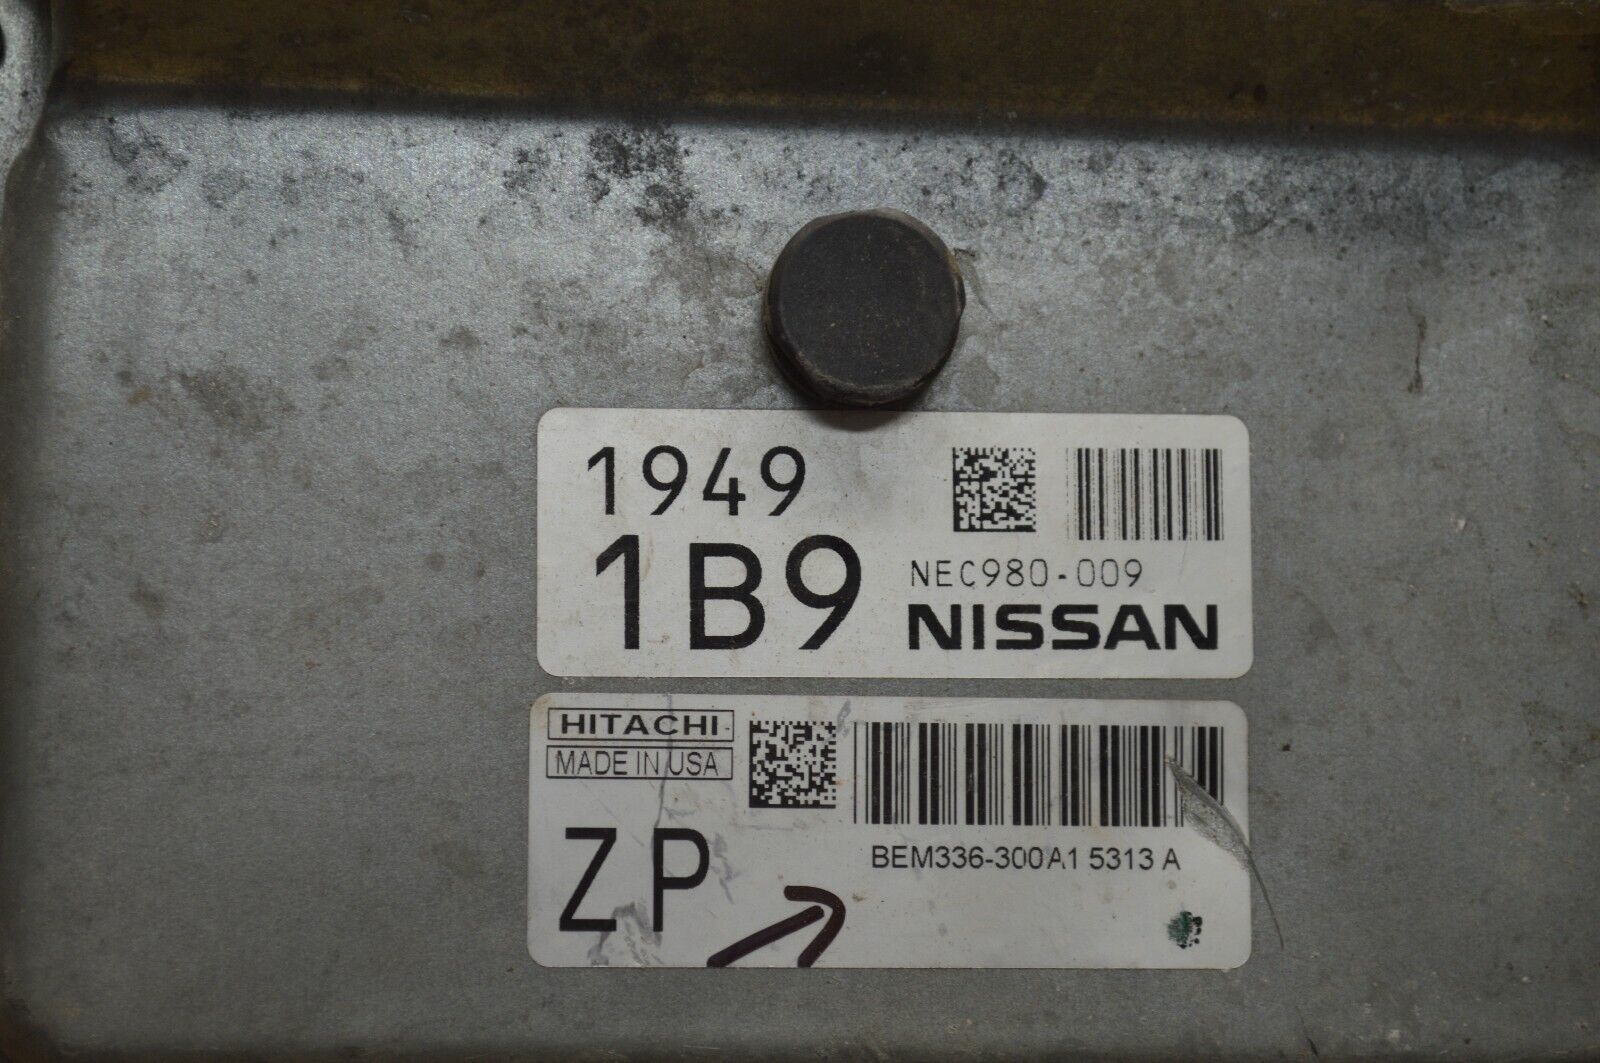 1949
1B9
NEC980-009
NISSAN
HITACHI
MADE IN USA
BEM336-300A1 5313 A
ZP